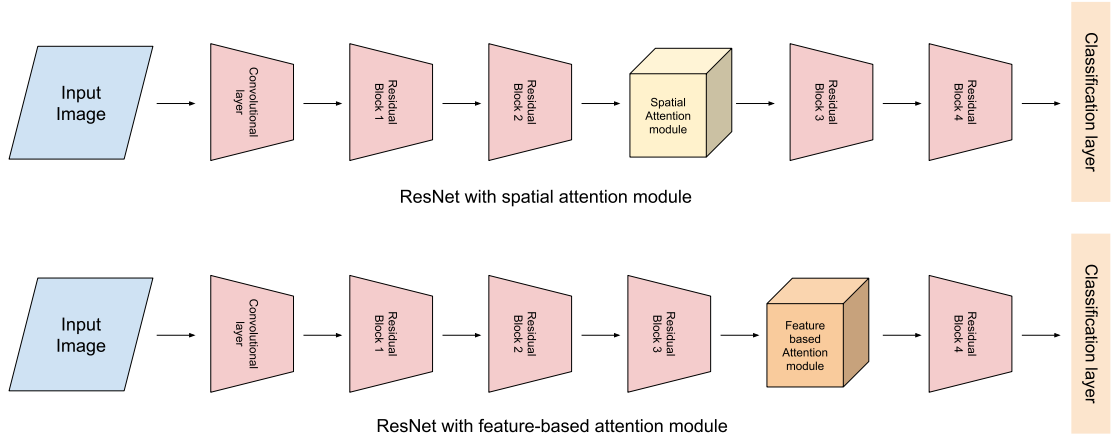 Input
Image
Convolutional
layer
Residual
Block 1
Residual
Block 2
Spatial
Attention
module
Residual
Block 3
Residual
Block 4
Classification layer
ResNet with spatial attention module
Input
Image
Convolutional
layer
Residual
Block 1
Residual
Block 2
Residual
Block 3
Feature
based
Attention
module
Residual
Block 4
Classification layer
ResNet with feature-based attention module